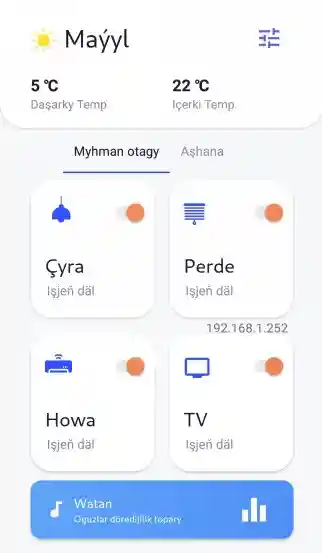 Maýyl
5 ℃ 22 ℃
Daşarky Temp Içerki Temp
Myhman otagy Aşhana
Çyra Perde
Işjeň däl Işjeň däl
192.168.1.252
Howa TV
Işjeň däl Işjeň däl
Watan
Oguzlar döredijilik topary